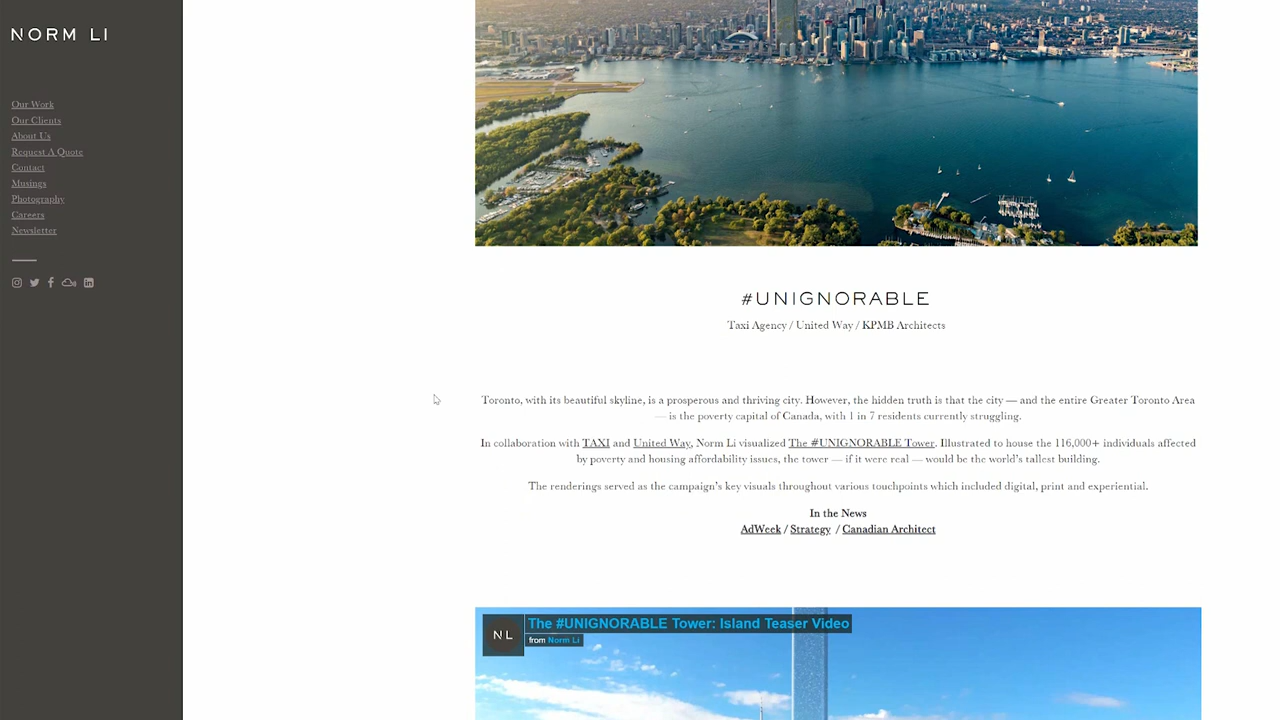 NORM LI
Our Work
Our Clients
About Us
Request A Quote
Contact
Musings
Photography
Careers
Newsletter
#UNIGNORABLE
Taxi Agency / United Way / KPMB Architects
Toronto, with its beautiful skyline, is a prosperous and thriving city. However, the hidden truth is that the city — and the entire Greater Toronto Area
— is the poverty capital of Canada, with 1 in 7 residents currently struggling.
In collaboration with TAXI and United Way, Norm Li visualized The #UNIGNORABLE Tower. Illustrated to house the 116,000+ individuals affected
by poverty and housing affordability issues, the tower — if it were real — would be the world's tallest building.
The renderings served as the campaign's key visuals throughout various touchpoints which included digital, print and experiential.
In the News
AdWeek / Strategy / Canadian Architect
NL
The #UNIGNORABLE Tower: Island Teaser Video
from Norm Li